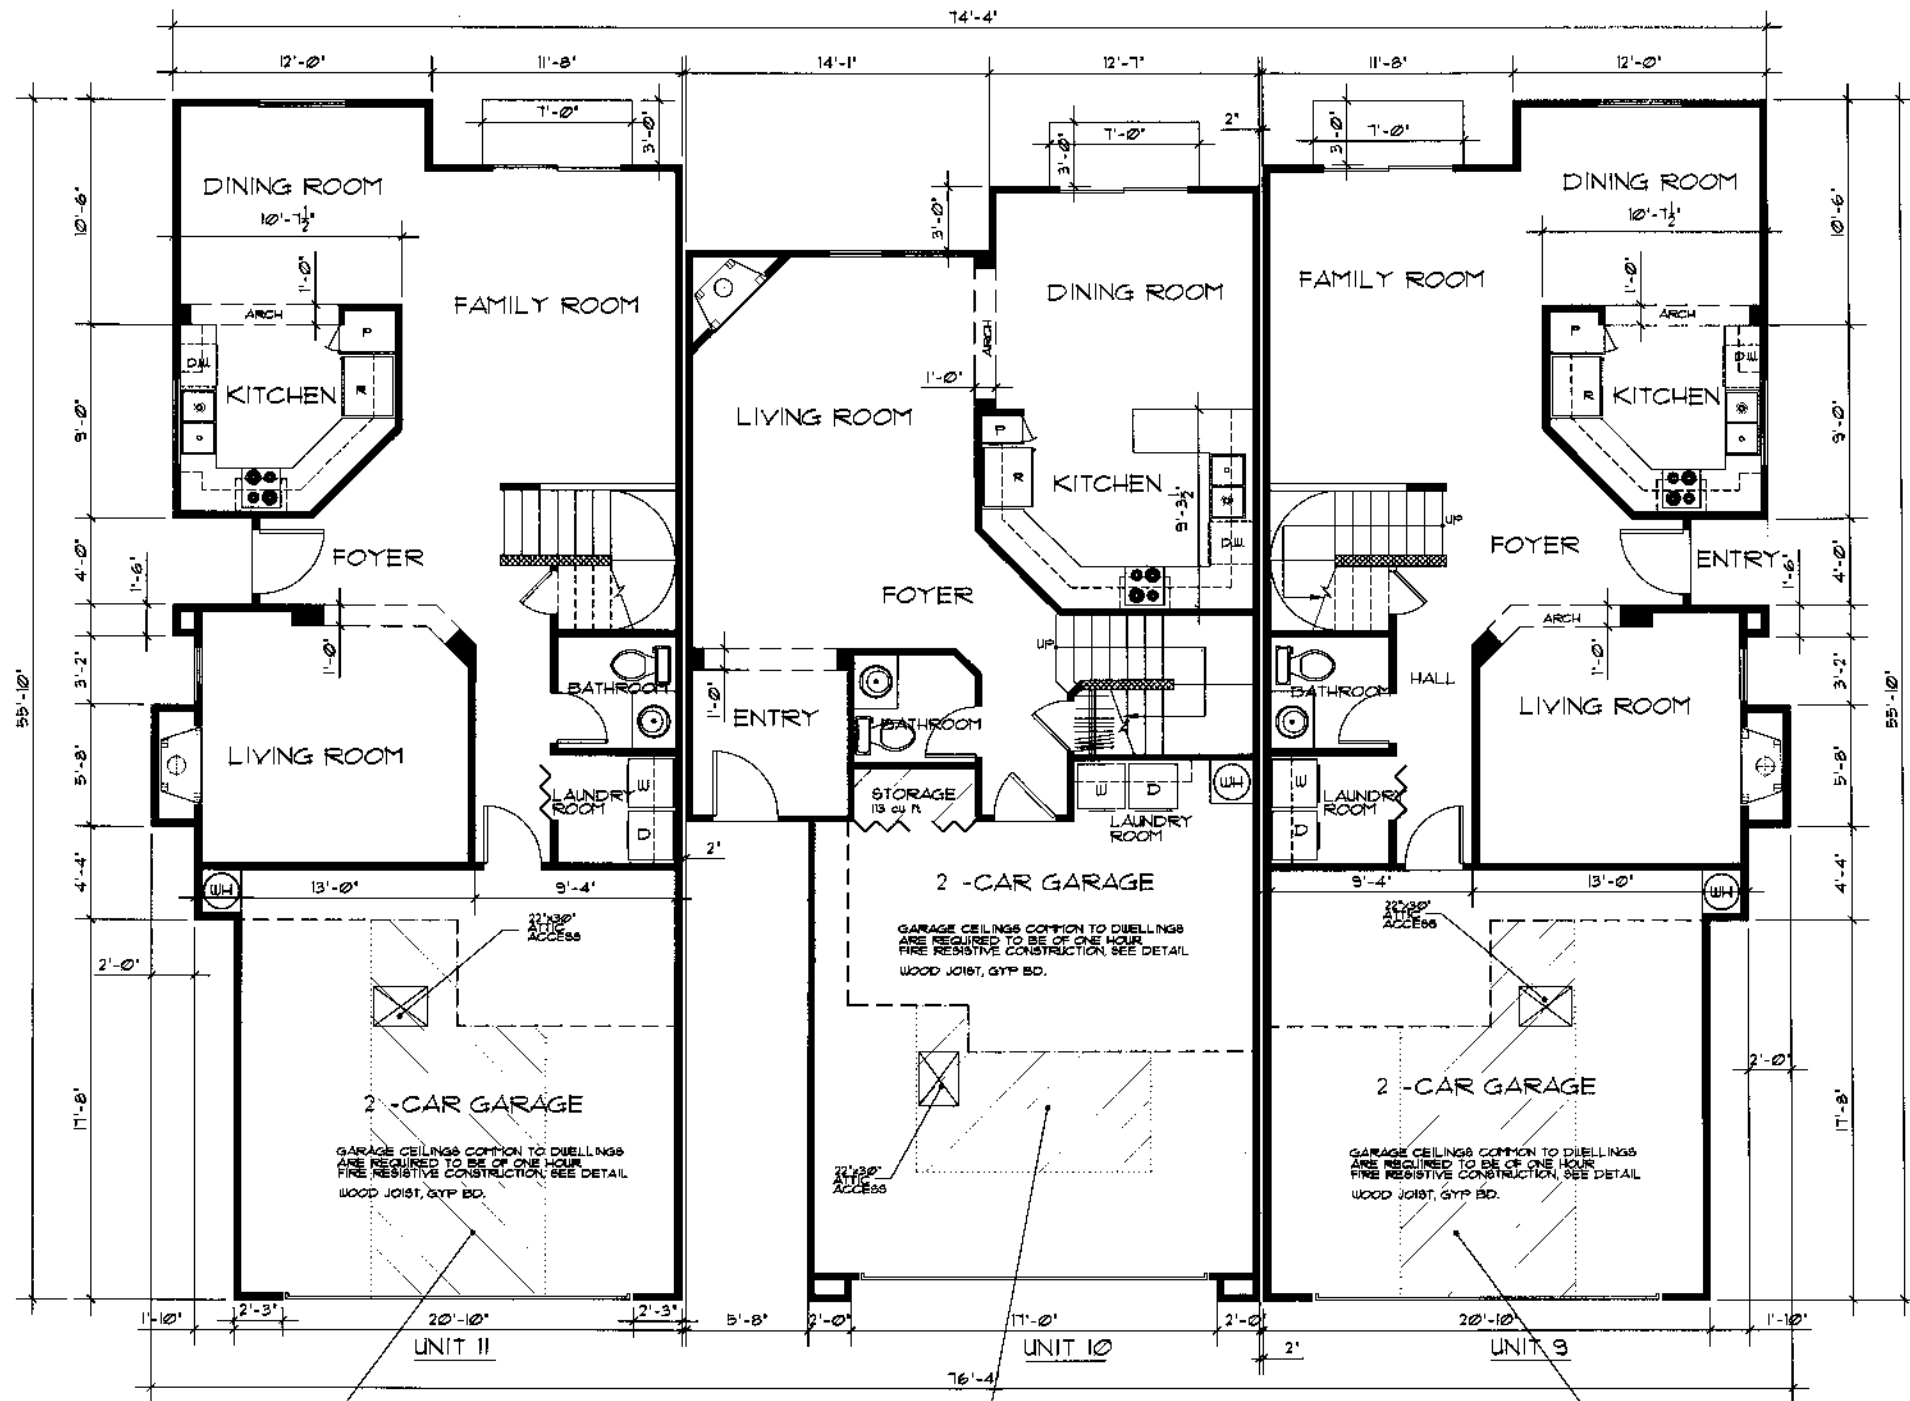 74'-4"
12'-0" 11'-8" 14'-1" 12'-7" 11'-8" 12'-0"
7'-0"
3'-0"
7'-0"
3'-0"
2"
3'-0"
7'-0"
DINING ROOM
10'-7½"
1'-0"
ARCH
FAMILY ROOM
P
DW
KITCHEN
R
FOYER
1'-0"
BATHROOM
LIVING ROOM
LAUNDRY
ROOM
W
D
WH
13'-0" 9'-4"
22"x30"
ATTIC
ACCESS
2 -CAR GARAGE
GARAGE CEILINGS COMMON TO DWELLINGS
ARE REQUIRED TO BE OF ONE HOUR
FIRE RESISTIVE CONSTRUCTION, SEE DETAIL
WOOD JOIST, GYP BD.
55'-10"
10'-6"
9'-0"
4'-0"
1'-6"
3'-2"
5'-8"
4'-4"
2'-0"
17'-8"
3'-0"
DINING ROOM
ARCH
1'-0"
LIVING ROOM
P
R
KITCHEN
9'-3½"
DW
FOYER
UP
1'-0"
ENTRY
BATHROOM
STORAGE
113 cu ft
W D WH
LAUNDRY
ROOM
2"
2 -CAR GARAGE
GARAGE CEILINGS COMMON TO DWELLINGS
ARE REQUIRED TO BE OF ONE HOUR
FIRE RESISTIVE CONSTRUCTION, SEE DETAIL
WOOD JOIST, GYP BD.
22"x30"
ATTIC
ACCESS
DINING ROOM
10'-7½"
FAMILY ROOM
1'-0"
ARCH
P
DW
R
KITCHEN
UP
FOYER
ENTRY
ARCH
1'-0"
HALL
BATHROOM
LIVING ROOM
W
LAUNDRY
ROOM
D
WH
9'-4" 13'-0"
22"x30"
ATTIC
ACCESS
2 -CAR GARAGE
GARAGE CEILINGS COMMON TO DWELLINGS
ARE REQUIRED TO BE OF ONE HOUR
FIRE RESISTIVE CONSTRUCTION, SEE DETAIL
WOOD JOIST, GYP BD.
10'-6"
9'-0"
4'-0"
1'-6"
3'-2"
5'-8"
4'-4"
2'-0"
17'-8"
55'-10"
1'-10" 2'-3" 20'-10" 2'-3" 5'-8" 2'-0" 17'-0" 2'-0" 20'-10" 1'-10"
2"
UNIT 11 UNIT 10 UNIT 9
76'-4"